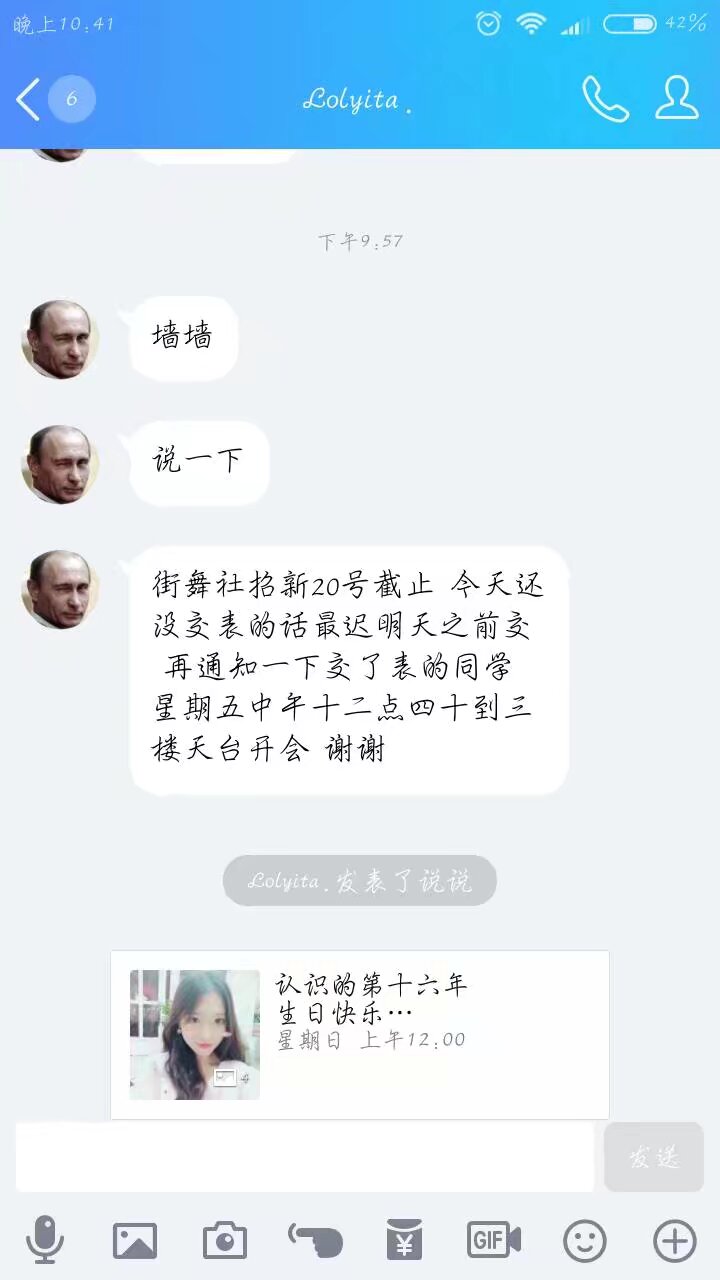 晚上10:41
42%
6
Lolyita.
下午9:57
墙墙
说一下
街舞社招新20号截止 今天还
没交表的话最迟明天之前交
再通知一下交了表的同学
星期五中午十二点四十到三
楼天台开会 谢谢
Lolyita.发表了说说
认识的第十六年
生日快乐…
4
星期日 上午12:00
发送
¥
GIF